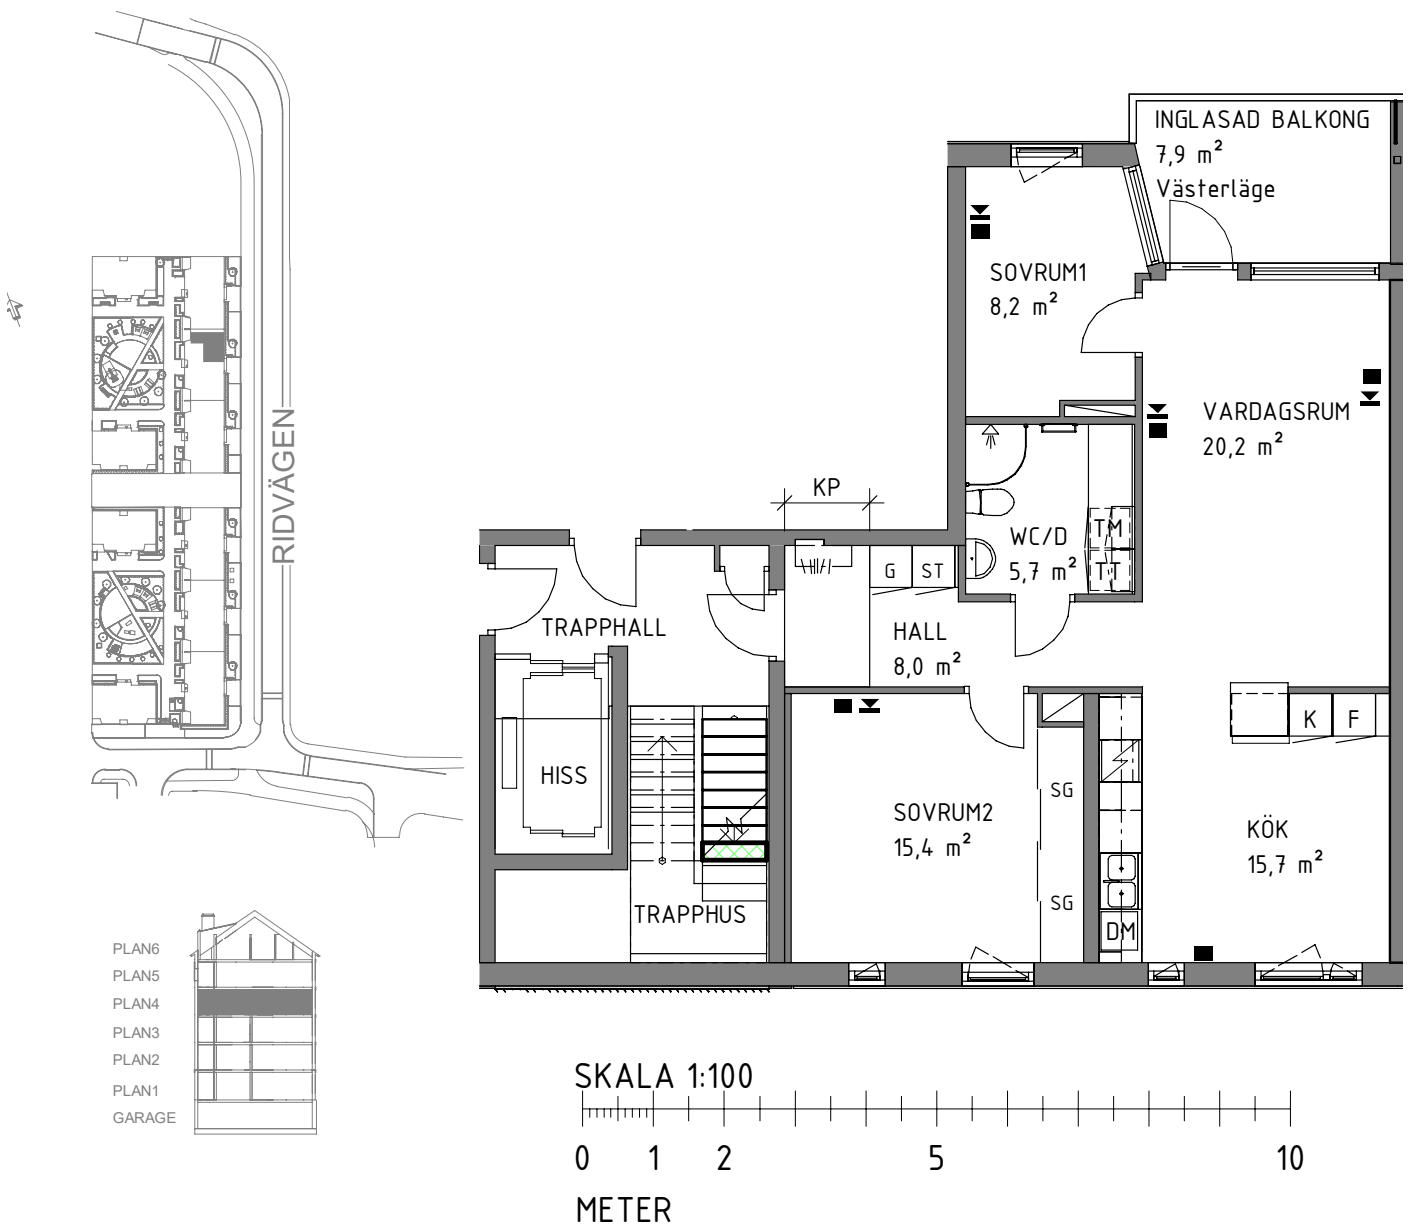 INGLASAD BALKONG
7,9 m²
Västerläge
SOVRUM1
8,2 m²
VARDAGSRUM
20,2 m²
KP
WC/D
5,7 m²
TM
TT
G
ST
TRAPPHALL
HALL
8,0 m²
HISS
SOVRUM2
15,4 m²
SG
SG
K
F
KÖK
15,7 m²
DM
TRAPPHUS
RIDVÄGEN
PLAN6
PLAN5
PLAN4
PLAN3
PLAN2
PLAN1
GARAGE
SKALA 1:100
0 1 2 5 10
METER